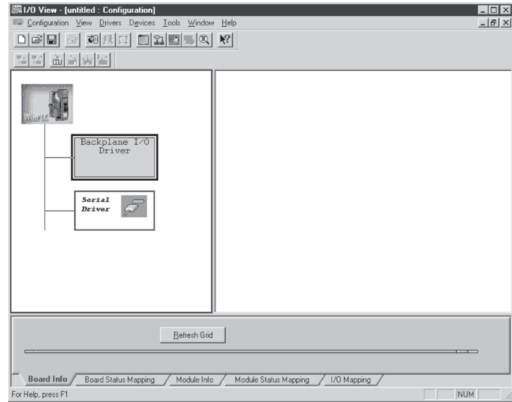 I/O View - [untitled : Configuration]
Configuration View Drivers Devices Tools Window Help
Backplane I/O
Driver
Serial
Driver
Refresh Grid
Board Info Board Status Mapping Module Info Module Status Mapping I/O Mapping
For Help, press F1 NUM